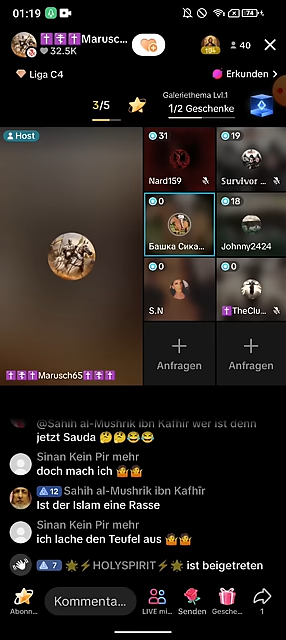 01:19
74
✝️☦️✝️Marusc...
32.5K
104
40
Liga C4
Erkunden >
3/5
Galeriethema Lvl.1
1/2 Geschenke
Host
✝️✝️✝️Marusch65✝️✝️✝️
31
Nard159
19
Survivor ...
0
Башка Сика...
18
Johnny2424
0
S.N
0
✝️TheClu...
Anfragen
Anfragen
@Sahih al-Mushrik ibn Kafhir wer ist denn
jetzt Sauda 🤔🤔😂😂
Sinan Kein Pir mehr
doch mach ich 🤷🤷
12 Sahih al-Mushrik ibn Kafhīr
Ist der Islam eine Rasse
Sinan Kein Pir mehr
ich lache den Teufel aus 🤷🤷
7 🌟⚡HOLYSPIRIT⚡🌟 ist beigetreten
Abonn...
Kommenta...
LIVE mi...
Senden
Gesche...
1